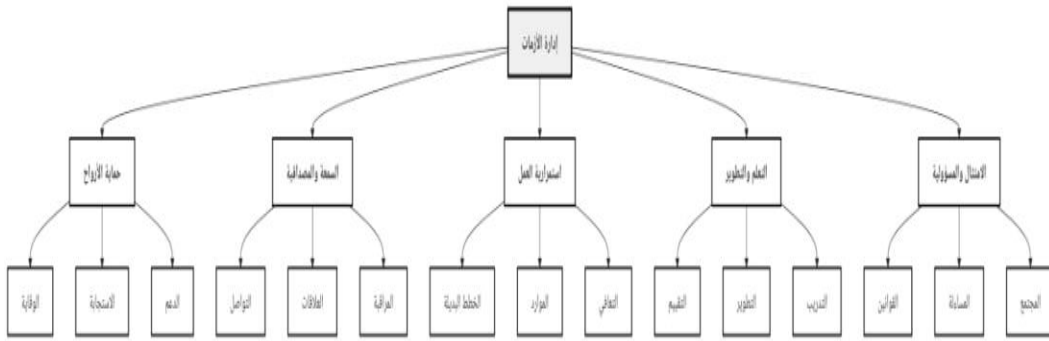 إدارة الأزمات
الامتثال والمسؤولية
التعلم والتطوير
استمرارية العمل
السمعة والمصداقية
حماية الأرواح
المجتمع
المساءلة
القوانين
التدريب
التطوير
التقييم
التعافي
الموارد
الخطط البديلة
المراقبة
العلاقات
التواصل
الدعم
الاستجابة
الوقاية